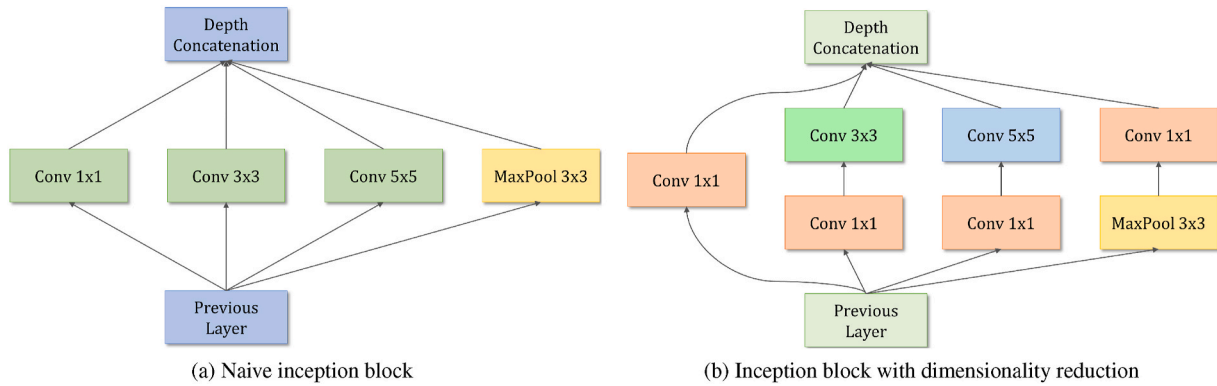 Depth
Concatenation
Conv 1x1
Conv 3x3
Conv 5x5
MaxPool 3x3
Previous
Layer
(a) Naive inception block
Depth
Concatenation
Conv 3x3
Conv 5x5
Conv 1x1
Conv 1x1
Conv 1x1
Conv 1x1
MaxPool 3x3
Previous
Layer
(b) Inception block with dimensionality reduction